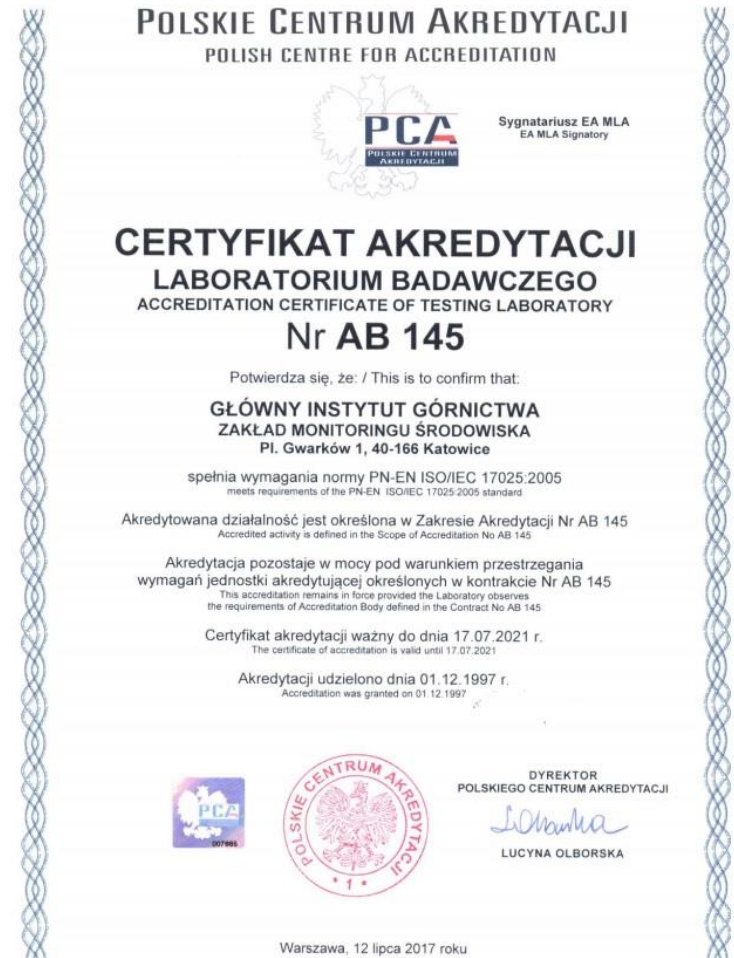 POLSKIE CENTRUM AKREDYTACJI
POLISH CENTRE FOR ACCREDITATION
PCA
POLSKIE CENTRUM
AKREDYTACJI
Sygnatariusz EA MLA
EA MLA Signatory
CERTYFIKAT AKREDYTACJI
LABORATORIUM BADAWCZEGO
ACCREDITATION CERTIFICATE OF TESTING LABORATORY
Nr AB 145
Potwierdza się, że: / This is to confirm that:
GŁÓWNY INSTYTUT GÓRNICTWA
ZAKŁAD MONITORINGU ŚRODOWISKA
Pl. Gwarków 1, 40-166 Katowice
spełnia wymagania normy PN-EN ISO/IEC 17025:2005
meets requirements of the PN-EN ISO/IEC 17025:2005 standard
Akredytowana działalność jest określona w Zakresie Akredytacji Nr AB 145
Accredited activity is defined in the Scope of Accreditation No AB 145
Akredytacja pozostaje w mocy pod warunkiem przestrzegania
wymagań jednostki akredytującej określonych w kontrakcie Nr AB 145
This accreditation remains in force provided the Laboratory observes
the requirements of Accreditation Body defined in the Contract No AB 145
Certyfikat akredytacji ważny do dnia 17.07.2021 r.
The certificate of accreditation is valid until 17.07.2021
Akredytacji udzielono dnia 01.12.1997 r.
Accreditation was granted on 01.12.1997
PCA
POLSKIE CENTRUM AKREDYTACJI
* 1 *
DYREKTOR
POLSKIEGO CENTRUM AKREDYTACJI
LUCYNA OLBORSKA
Warszawa, 12 lipca 2017 roku